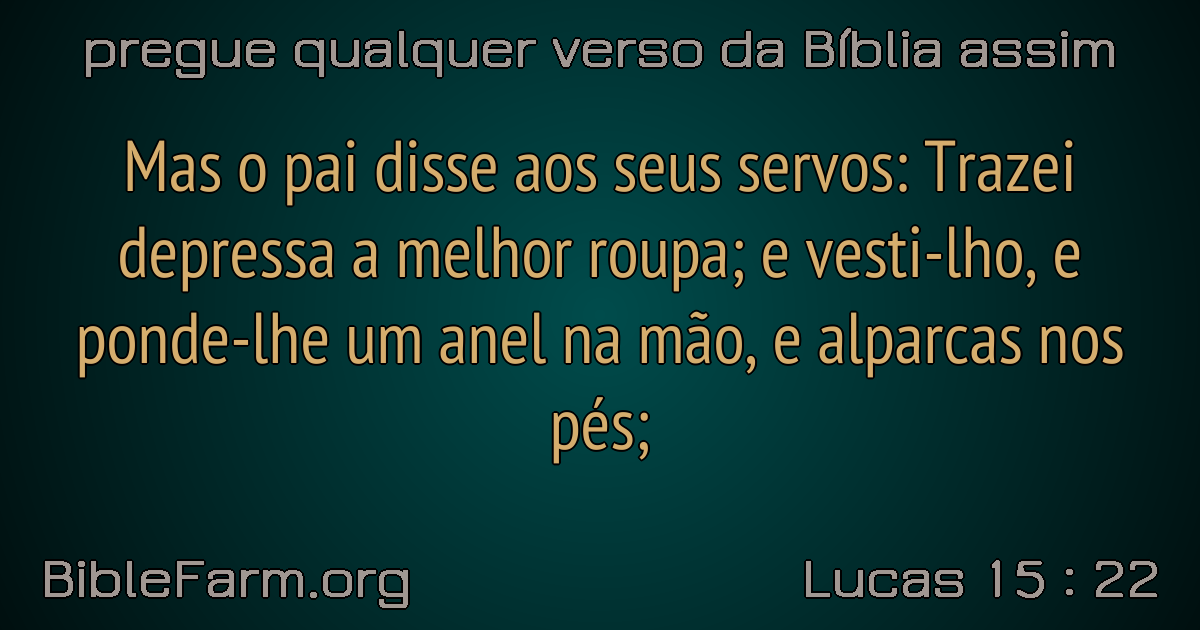 pregue qualquer verso da Bíblia assim
Mas o pai disse aos seus servos: Trazei
depressa a melhor roupa; e vesti-lho, e
ponde-lhe um anel na mão, e alparcas nos
pés;
BibleFarm.org
Lucas 15 : 22